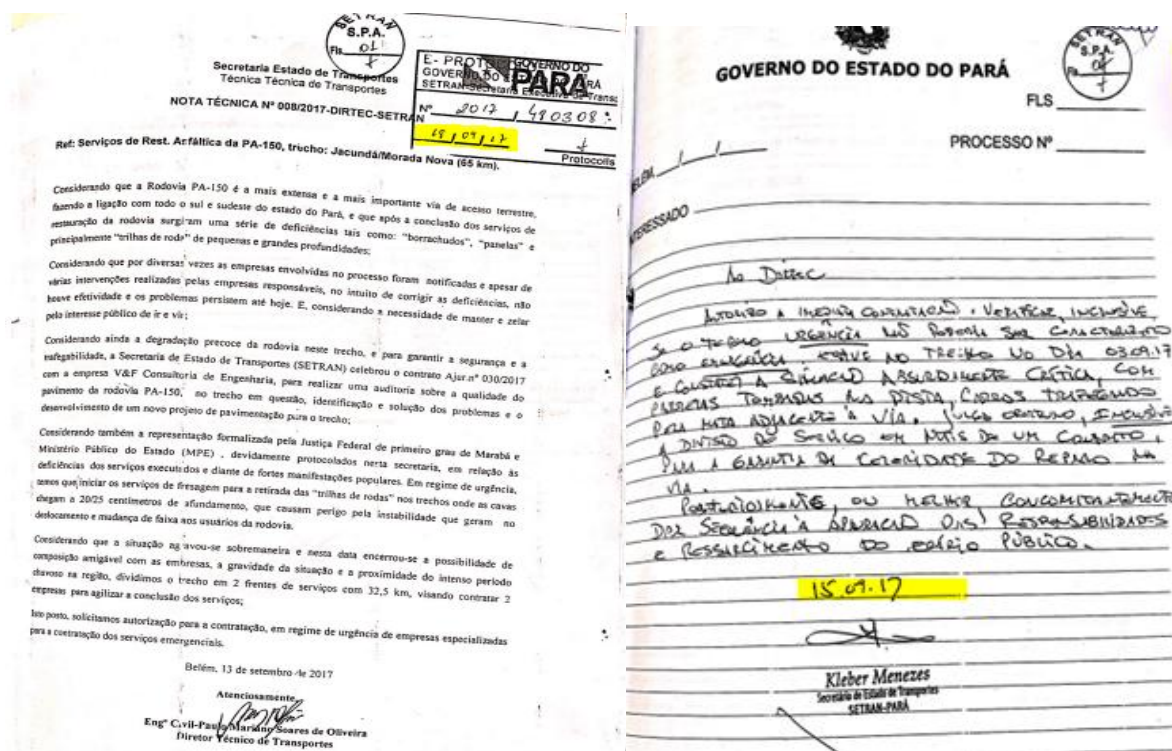 SETRAN
S.P.A.
Fls. 01
Secretaria Estado de Transportes
Técnica Técnica de Transportes
NOTA TÉCNICA Nº 008/2017-DIRTEC-SETRAN
E- PROTOCOLO
GOVERNO DO
PARÁ
SETRAN-Secretaria Executiva de Trans
Nº 2017 / 480308
18 / 09 / 17
Protocolis
Ref: Serviços de Rest. Asfáltica da PA-150, trecho: Jacundá/Morada Nova (65 km).
Considerando que a Rodovia PA-150 é a mais extensa e a mais importante via de acesso terrestre,
fazendo a ligação com todo o sul e sudeste do estado do Pará, e que após a conclusão dos serviços de
restauração da rodovia surgiram uma série de deficiências tais como: "borrachudos", "panelas" e
principalmente "trilhas de roda" de pequenas e grandes profundidades;
Considerando que por diversas vezes as empresas envolvidas no processo foram notificadas e apesar de
várias intervenções realizadas pelas empresas responsáveis, no intuito de corrigir as deficiências, não
houve efetividade e os problemas persistem até hoje. E, considerando a necessidade de manter e zelar
pelo interesse público de ir e vir;
Considerando ainda a degradação precoce da rodovia neste trecho, e para garantir a segurança e a
trafegabilidade, a Secretaria de Estado de Transportes (SETRAN) celebrou o contrato Ajur.nº 030/2017
com a empresa V&F Consultoria de Engenharia, para realizar uma auditoria sobre a qualidade do
pavimento da rodovia PA-150, no trecho em questão, identificação e solução dos problemas e o
desenvolvimento de um novo projeto de pavimentação para o trecho;
Considerando também a representação formalizada pela Justiça Federal de primeiro grau de Marabá e
Ministério Público do Estado (MPE) , devidamente protocolados nerta secretaria, em relação às
deficiências dos serviços executados e diante de fortes manifestações populares. Em regime de urgência,
temos que iniciar os serviços de fresagem para a retirada das "trilhas de rodas" nos trechos onde as cavas
chegam a 20/25 centímetros de afundamento, que causam perigo pela instabilidade que geram no
deslocamento e mudança de faixa aos usuários da rodovia.
Considerando que a situação agravou-se sobremaneira e nesta data encerrou-se a possibilidade de
composição amigável com as empresas, a gravidade da situação e a proximidade do intenso período
chuvoso na região, dividimos o trecho em 2 frentes de serviços com 32,5 km, visando contratar 2
empresas para agilizar a conclusão dos serviços;
Isto posto, solicitamos autorização para a contratação, em regime de urgência de empresas especializadas
para a contratação dos serviços emergenciais.
Belém, 13 de setembro de 2017
Atenciosamente
Engº Civil-Paulo Mariano Soares de Oliveira
Diretor Técnico de Transportes
GOVERNO DO ESTADO DO PARÁ
SETRAN
S.P.A.
FLS
PROCESSO Nº
BELÉM, / /
INTERESSADO
Ao Dirtec
Autorizo a imediata contratação. Verificar, inclusive
se o termo urgência não poderia ser caracterizado
como emergência. Estive no trecho no dia 03.09.17
e constatei a situação absurdamente crítica, com
carretas tombadas na pista, carros trafegando
pela mata adjacente à via. Julgo oportuno, inclusive
a divisão do serviço em mais de um contrato,
para a garantia da celeridade do reparo na
via.
Posteriormente, ou melhor concomitantemente
dar sequência à apuração das responsabilidades
e ressarcimento do erário público.
15.09.17
Kleber Menezes
Secretário de Estado de Transportes
SETRAN-PARÁ